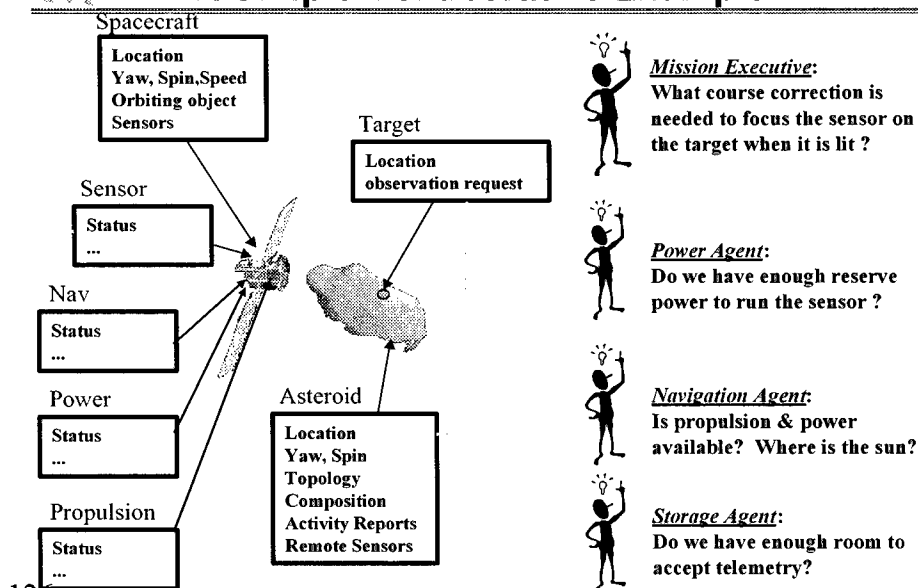 Spacecraft
Location
Yaw, Spin,Speed
Orbiting object
Sensors
Target
Location
observation request
Sensor
Status
...
Nav
Status
...
Power
Status
...
Propulsion
Status
...
Asteroid
Location
Yaw, Spin
Topology
Composition
Activity Reports
Remote Sensors
Mission Executive:
What course correction is
needed to focus the sensor on
the target when it is lit ?
Power Agent:
Do we have enough reserve
power to run the sensor ?
Navigation Agent:
Is propulsion & power
available? Where is the sun?
Storage Agent:
Do we have enough room to
accept telemetry?